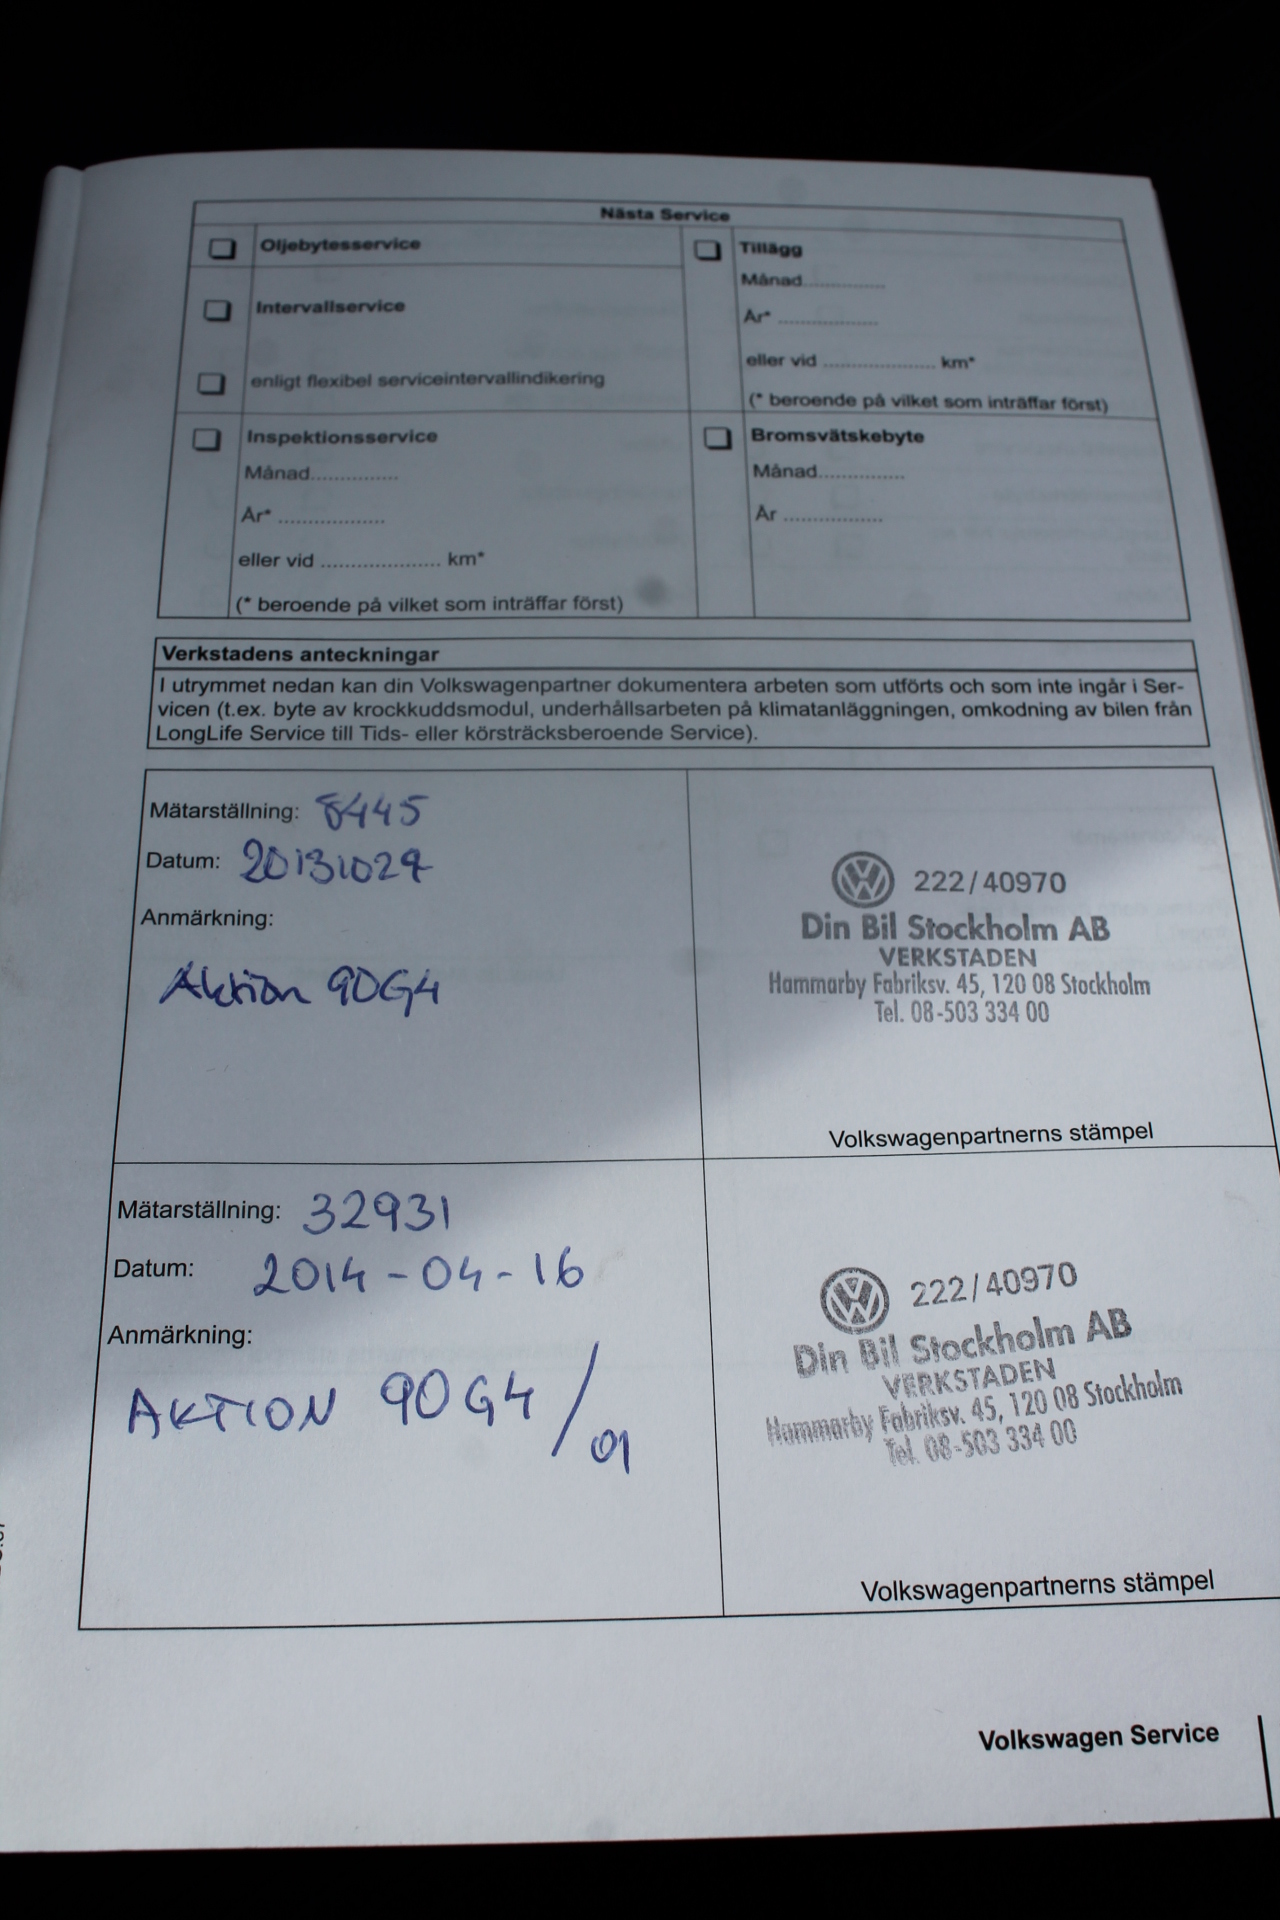 Nästa Service
Oljebytesservice
Intervallservice
enligt flexibel serviceintervallindikering
Tillägg
Månad................
År* ...................
eller vid ..................... km*
(* beroende på vilket som inträffar först)
Inspektionsservice
Månad................
År* ...................
eller vid ..................... km*
(* beroende på vilket som inträffar först)
Bromsvätskebyte
Månad................
År ...................
Verkstadens anteckningar
I utrymmet nedan kan din Volkswagenpartner dokumentera arbeten som utförts och som inte ingår i Ser-
vicen (t.ex. byte av krockkuddsmodul, underhållsarbeten på klimatanläggningen, omkodning av bilen från
LongLife Service till Tids- eller körsträcksberoende Service).
Mätarställning: 8445
Datum: 20131029
Anmärkning:
Aktion 90G4
222/40970
Din Bil Stockholm AB
VERKSTADEN
Hammarby Fabriksv. 45, 120 08 Stockholm
Tel. 08-503 334 00
Volkswagenpartnerns stämpel
Mätarställning: 32931
Datum: 2014-04-16
Anmärkning:
AKTION 90G4/01
222/40970
Din Bil Stockholm AB
VERKSTADEN
Hammarby Fabriksv. 45, 120 08 Stockholm
Tel. 08-503 334 00
Volkswagenpartnerns stämpel
Volkswagen Service